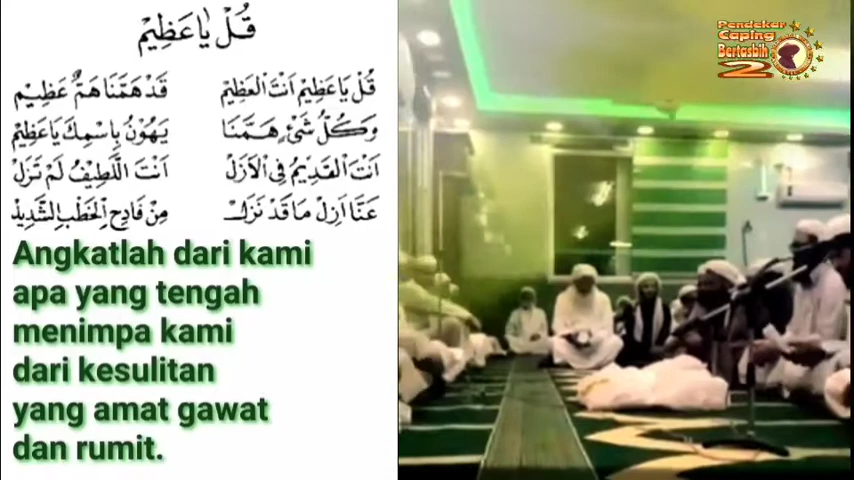 قُلْ يَا عَظِيْمُ
قُلْ يَا عَظِيْمُ اَنْتَ الْعَظِيْمُ قَدْ هَمَّنَا هَمٌّ عَظِيْمٌ
وَكُلُّ شَئْءٍ هَمَّنَا يَهُوْنُ بِاسْمِكَ يَا عَظِيْمُ
اَنْتَ الْقَدِيْمُ فِى الْاَزَلْ اَنْتَ اللَّطِيْفُ لَمْ تَزَلْ
عَنَّا اَزِلْ مَا قَدْ نَزَلْ مِنْ فَادِحِ الْخَطْبِ الشَّدِيْدِ
Angkatlah dari kami
apa yang tengah
menimpa kami
dari kesulitan
yang amat gawat
dan rumit.
Pendekar
Caping
Bertasbih
2